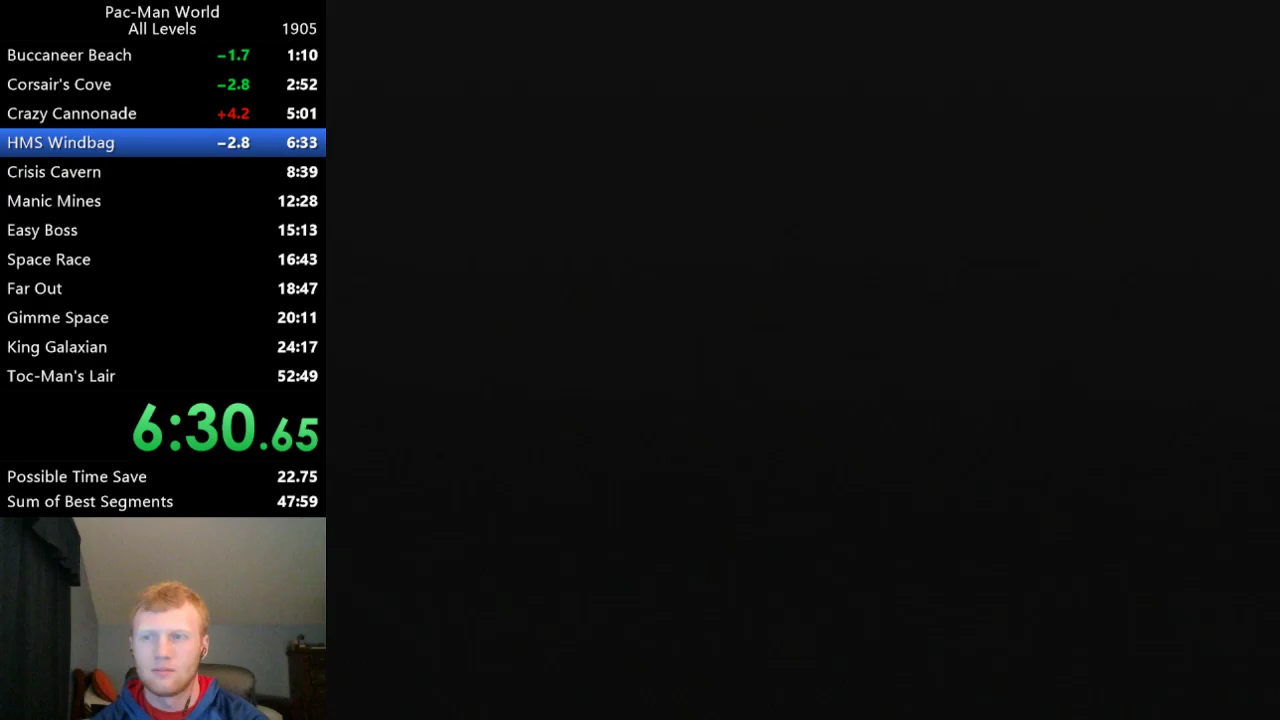 Pac-Man World
All Levels 1905
Buccaneer Beach −1.7 1:10
Corsair's Cove −2.8 2:52
Crazy Cannonade +4.2 5:01
HMS Windbag −2.8 6:33
Crisis Cavern 8:39
Manic Mines 12:28
Easy Boss 15:13
Space Race 16:43
Far Out 18:47
Gimme Space 20:11
King Galaxian 24:17
Toc-Man's Lair 52:49
6:30.65
Possible Time Save 22.75
Sum of Best Segments 47:59